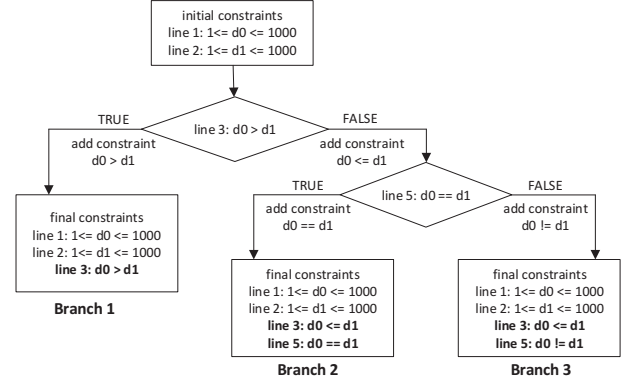 initial constraints
line 1: 1<= d0 <= 1000
line 2: 1<= d1 <= 1000
TRUE
line 3: d0 > d1
FALSE
add constraint
d0 > d1
add constraint
d0 <= d1
final constraints
line 1: 1<= d0 <= 1000
line 2: 1<= d1 <= 1000
line 3: d0 > d1
Branch 1
TRUE
line 5: d0 == d1
FALSE
add constraint
d0 == d1
add constraint
d0 != d1
final constraints
line 1: 1<= d0 <= 1000
line 2: 1<= d1 <= 1000
line 3: d0 <= d1
line 5: d0 == d1
Branch 2
final constraints
line 1: 1<= d0 <= 1000
line 2: 1<= d1 <= 1000
line 3: d0 <= d1
line 5: d0 != d1
Branch 3